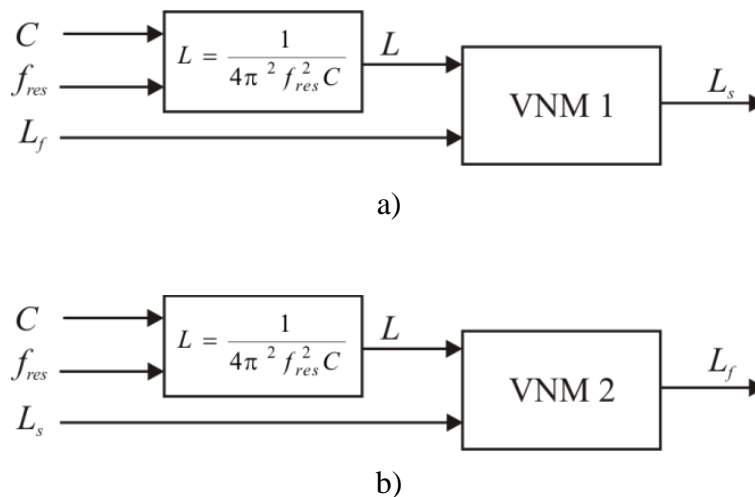 C
f_res
L_f
L = 1 / (4π² f_res² C)
L
VNM 1
L_s
a)
C
f_res
L_s
L = 1 / (4π² f_res² C)
L
VNM 2
L_f
b)